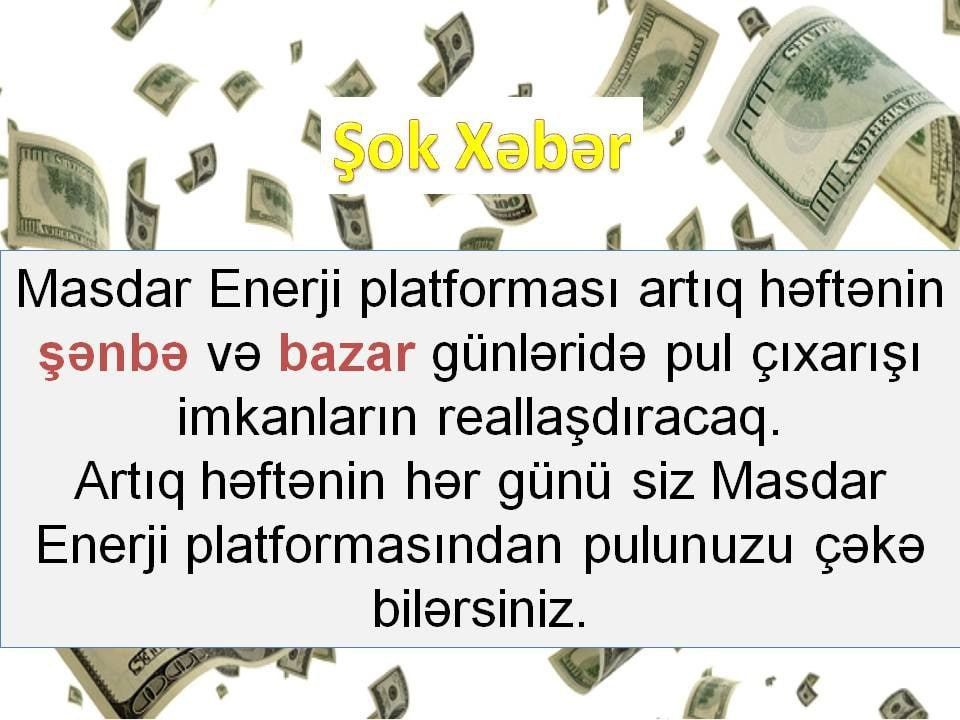 Şok Xəbər
Masdar Enerji platforması artıq həftənin
şənbə və bazar günləridə pul çıxarışı
imkanların reallaşdıracaq.
Artıq həftənin hər günü siz Masdar
Enerji platformasından pulunuzu çəkə
bilərsiniz.